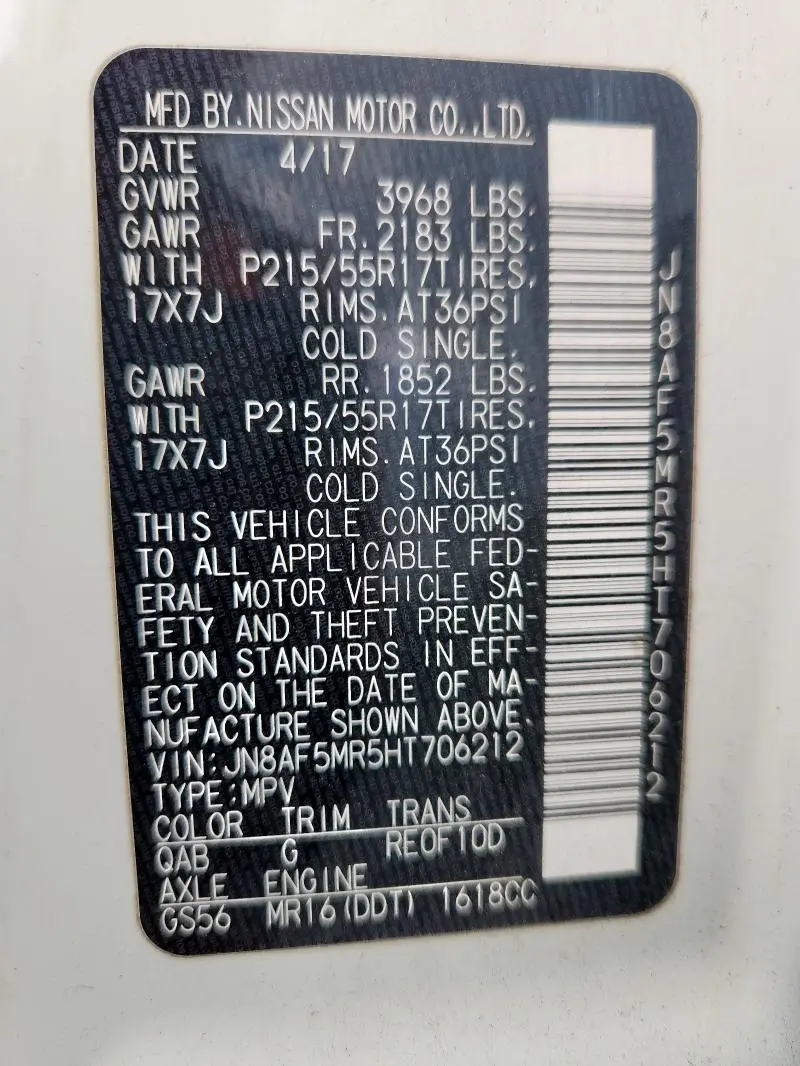 MFD BY.NISSAN MOTOR CO.,LTD.
DATE 4/17
GVWR 3968 LBS.
GAWR FR.2183 LBS.
WITH P215/55R17TIRES,
17X7J RIMS.AT36PSI
COLD SINGLE.
GAWR RR.1852 LBS.
WITH P215/55R17TIRES,
17X7J RIMS.AT36PSI
COLD SINGLE.
THIS VEHICLE CONFORMS
TO ALL APPLICABLE FED-
ERAL MOTOR VEHICLE SA-
FETY AND THEFT PREVEN-
TION STANDARDS IN EFF-
ECT ON THE DATE OF MA-
NUFACTURE SHOWN ABOVE.
VIN:JN8AF5MR5HT706212
TYPE:MPV
COLOR TRIM TRANS
QAB G RE0F10D
AXLE ENGINE
GS56 MR16(DDT) 1618CC
JN8AF5MR5HT706212